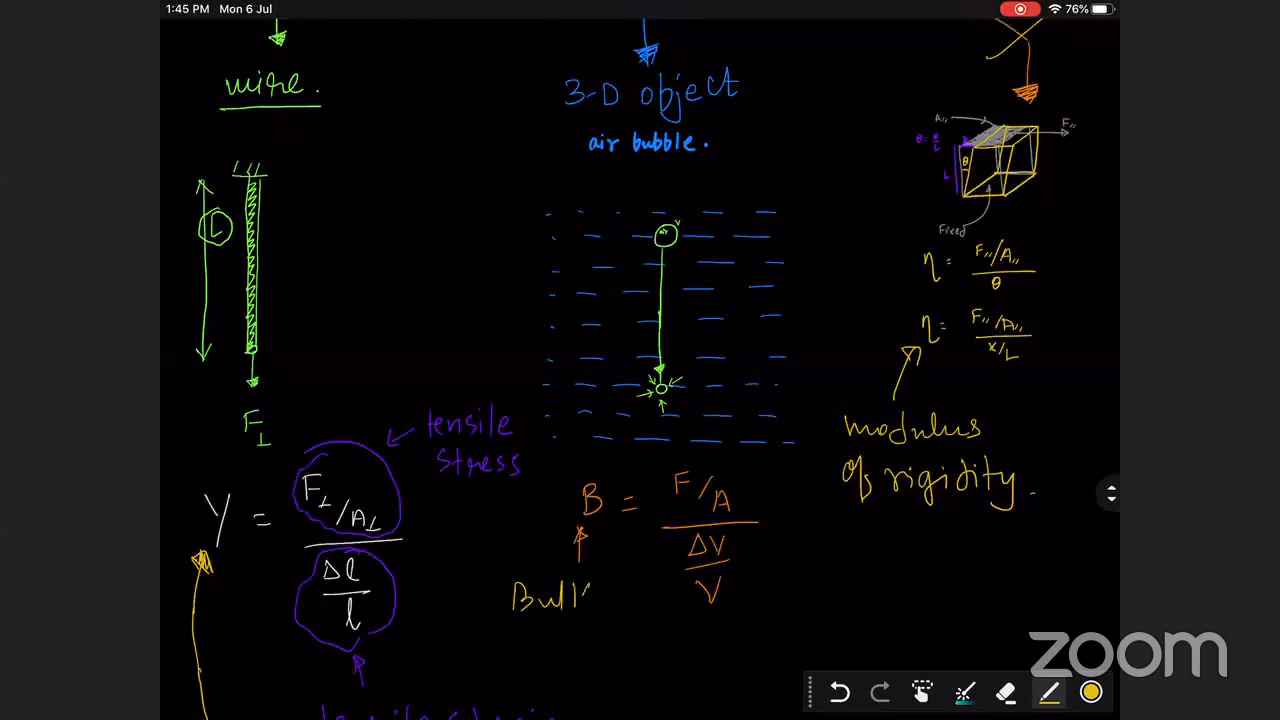 1:45 PM Mon 6 Jul
76%
wire.
3-D object
air bubble.
A,,
F,,
θ = x/L
x
θ
L
Fixed
L
air
V
η = F,,/A,, / θ
η = F,,/A,, / x/L
F⊥
tensile
stress
modulus
of rigidity.
Y = F⊥/A⊥ / Δl/l
B = F/A / ΔV/V
Bulk
zoom